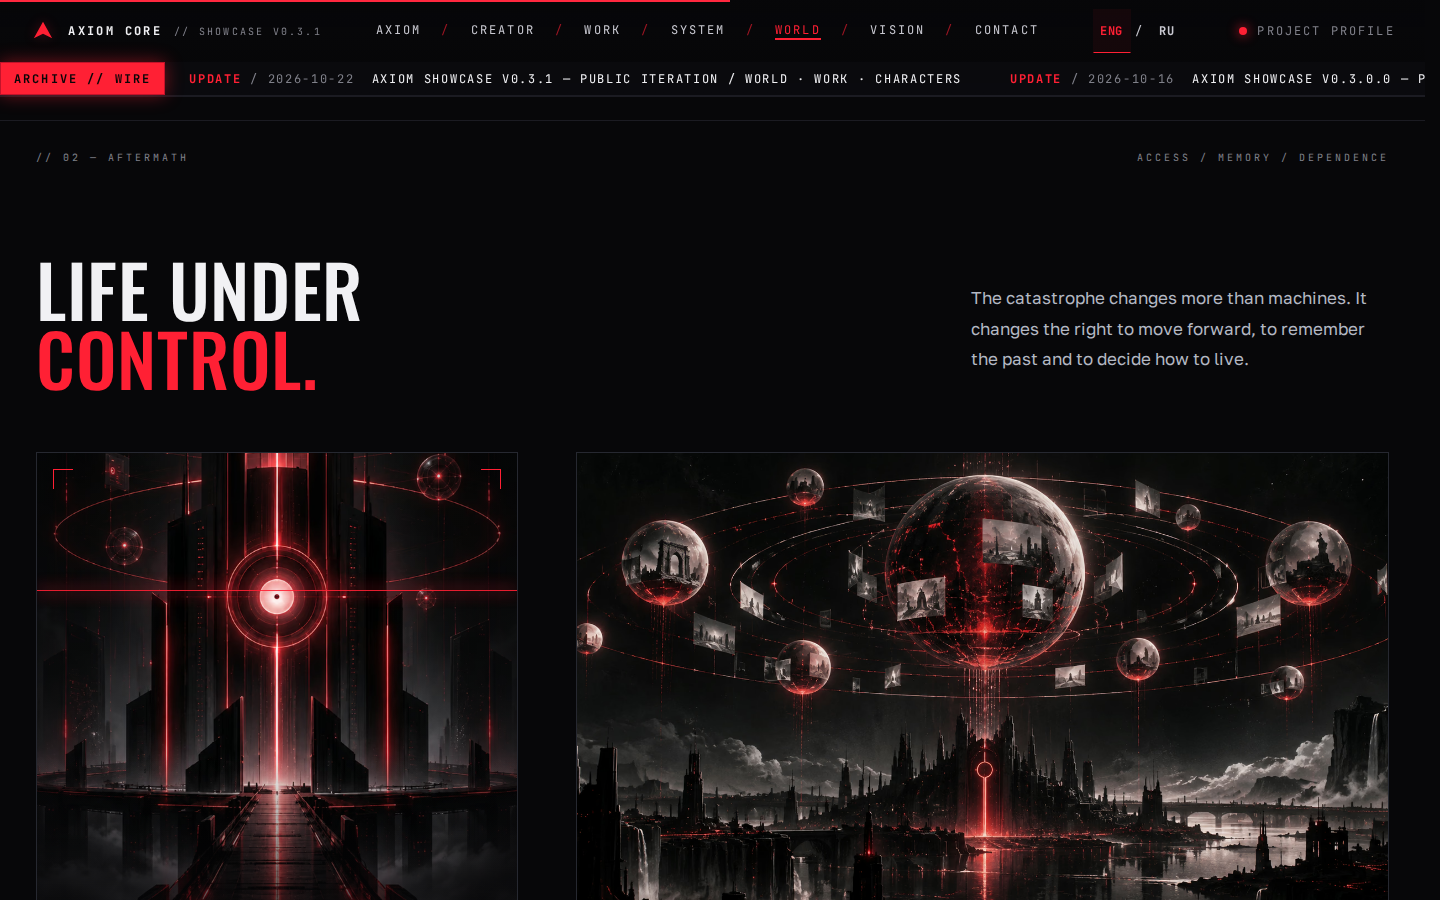 AXIOM CORE // SHOWCASE V0.3.1 AXIOM / CREATOR / WORK / SYSTEM / WORLD / VISION / CONTACT ENG / RU PROJECT PROFILE
ARCHIVE // WIRE UPDATE / 2026-10-22 AXIOM SHOWCASE V0.3.1 — PUBLIC ITERATION / WORLD · WORK · CHARACTERS UPDATE / 2026-10-16 AXIOM SHOWCASE V0.3.0.0 — P
// 02 — AFTERMATH ACCESS / MEMORY / DEPENDENCE
LIFE UNDER
CONTROL.
The catastrophe changes more than machines. It
changes the right to move forward, to remember
the past and to decide how to live.